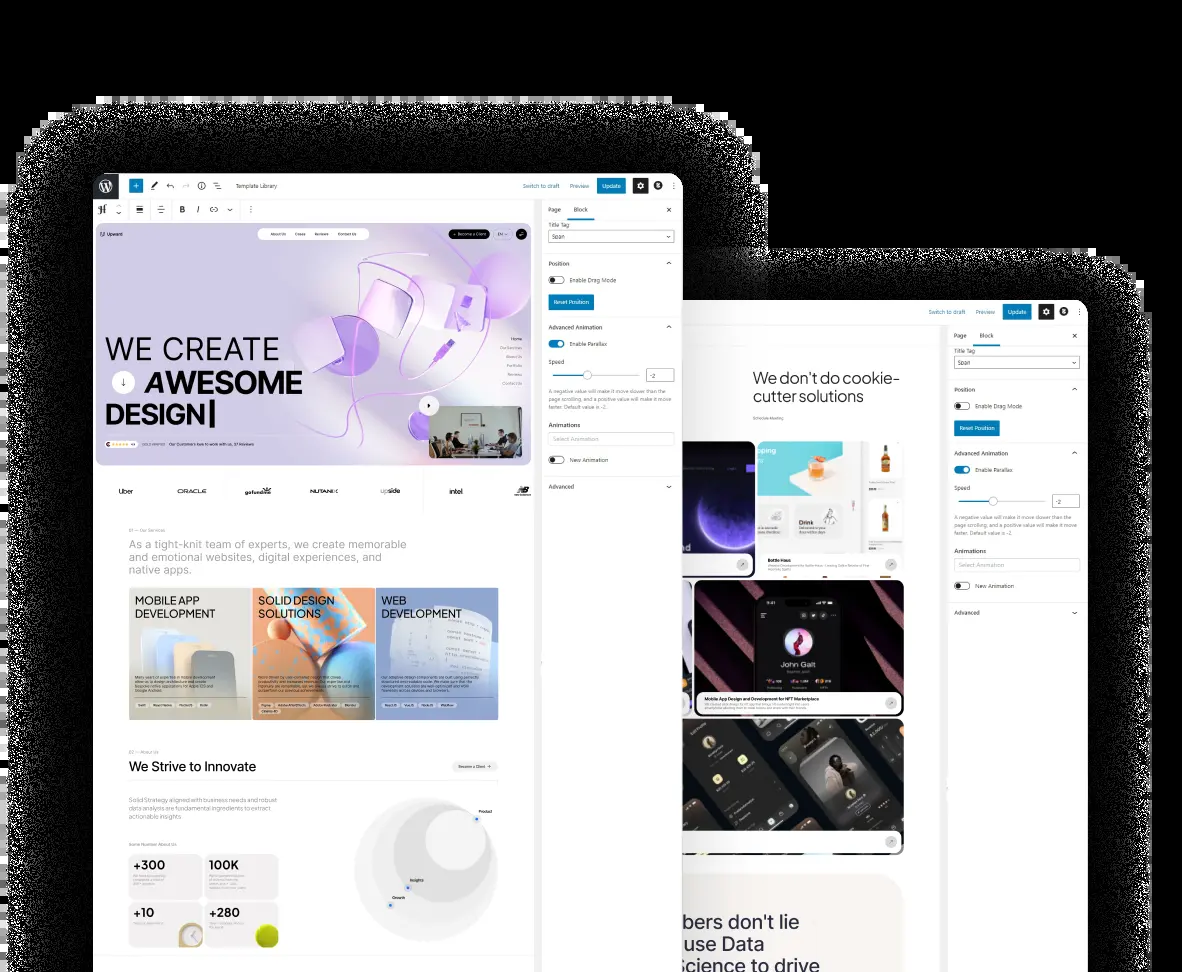 Template Library
Switch to draft
Preview
Update
B
I
Page
Block
Title Tag
Span
Position
Enable Drag Mode
Reset Position
Advanced Animation
Enable Parallax
Speed
-2
A negative value will make it move slower than the
page scrolling, and a positive value will make it move
faster. Default value is -2.
Animations
Select Animation
New Animation
Advanced
Upward
About Us
Cases
Reviews
Contact Us
Become a Client
EN
WE CREATE
AWESOME
DESIGN
Home
About Us
Portfolio
Reviews
Contact Us
Our Customers love to work with us, 37 Reviews
Uber
ORACLE
gofundme
NUTANIX
upside
intel
01 — Our Services
As a tight-knit team of experts, we create memorable
and emotional websites, digital experiences, and
native apps.
MOBILE APP
DEVELOPMENT
SOLID DESIGN
SOLUTIONS
WEB
DEVELOPMENT
02 — About Us
We Strive to Innovate
Become a Client
Solid Strategy aligned with business needs and robust
data analysis are fundamental ingredients to extract
actionable insights
Some Numbers About Us
+300
100K
+10
+280
Product
Insights
Growth
Switch to draft
Preview
Update
Page
Block
Title Tag
Span
Position
Enable Drag Mode
Reset Position
Advanced Animation
Enable Parallax
Speed
-2
A negative value will make it move slower than the
page scrolling, and a positive value will make it move
faster. Default value is -2.
Animations
Select Animation
New Animation
Advanced
We don't do cookie-
cutter solutions
Schedule Meeting
Drink
Bottle Haus
9:41
John Galt
Mobile App Design and Development for NFT Marketplace
bers don't lie
use Data
Science to drive